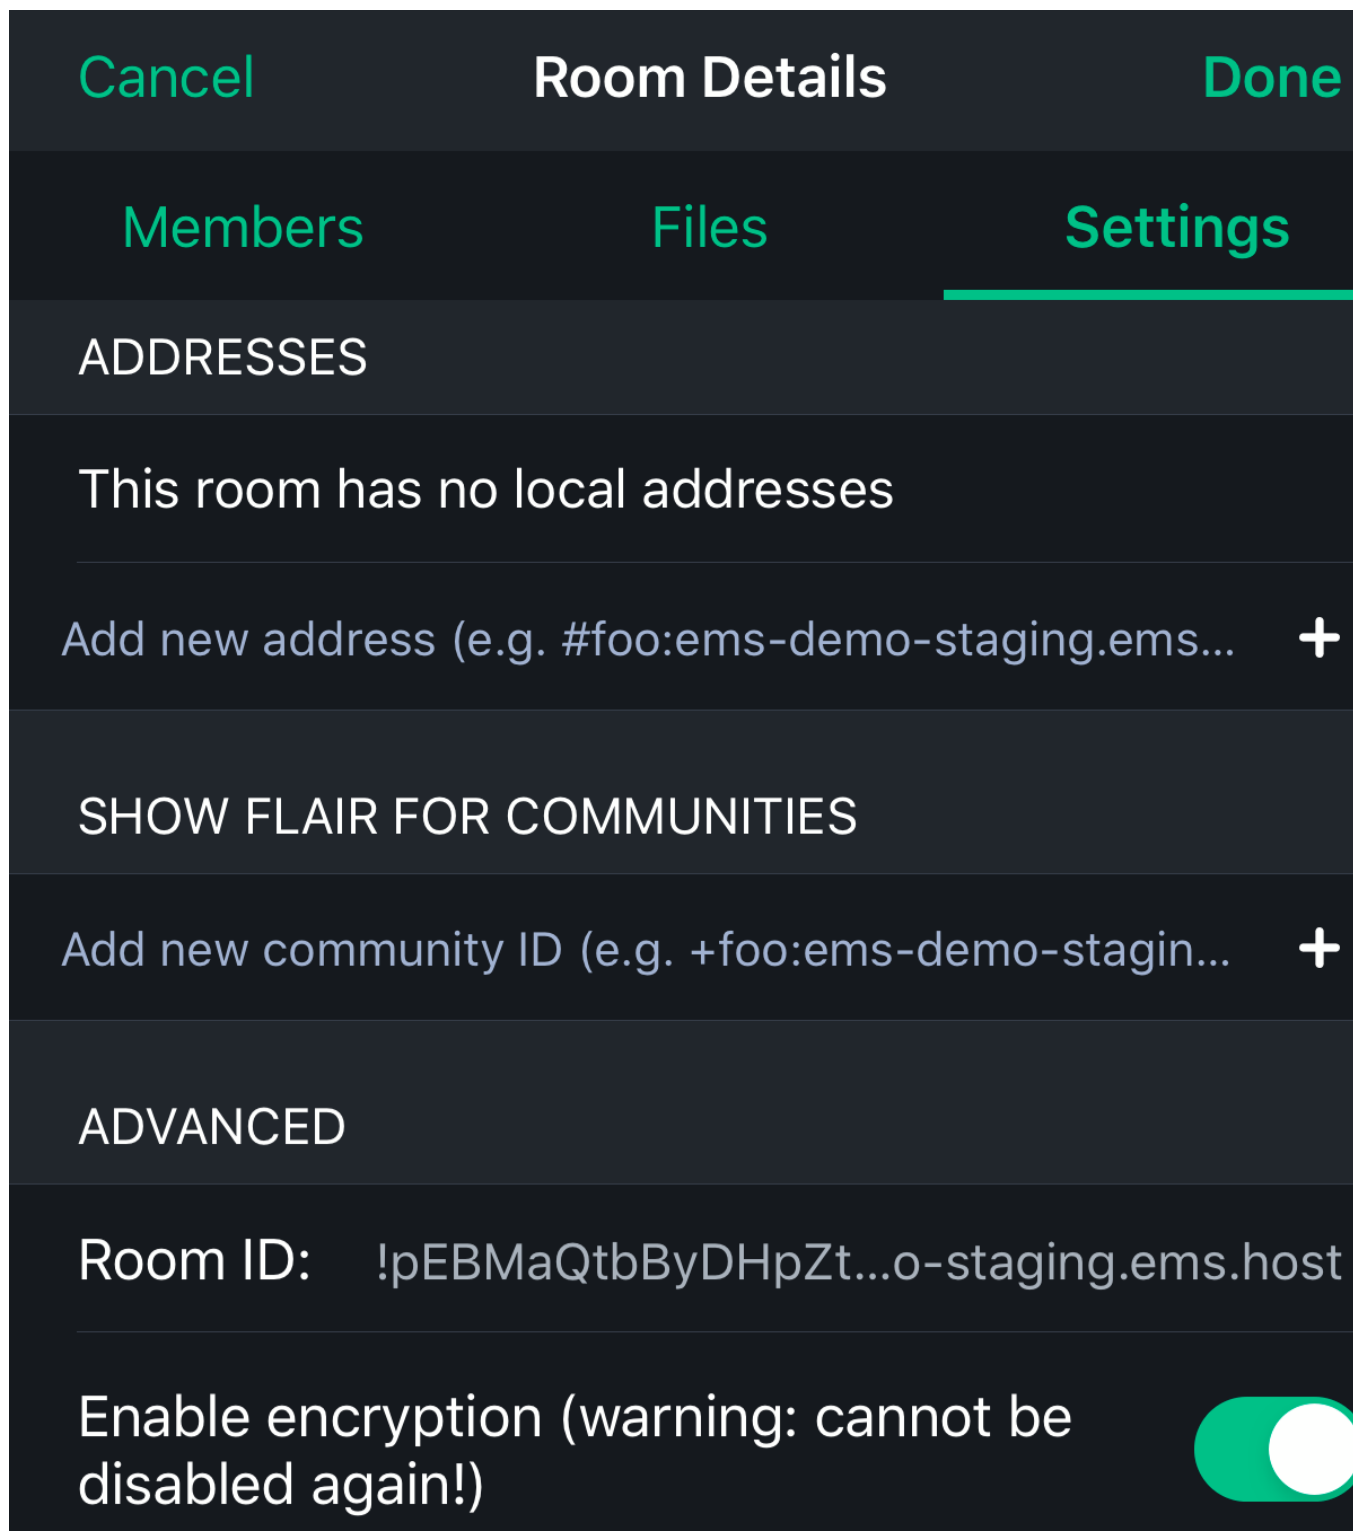 Cancel Room Details Done
Members Files Settings
ADDRESSES
This room has no local addresses
Add new address (e.g. #foo:ems-demo-staging.ems... +
SHOW FLAIR FOR COMMUNITIES
Add new community ID (e.g. +foo:ems-demo-stagin... +
ADVANCED
Room ID: !pEBMaQtbByDHpZt...o-staging.ems.host
Enable encryption (warning: cannot be
disabled again!)